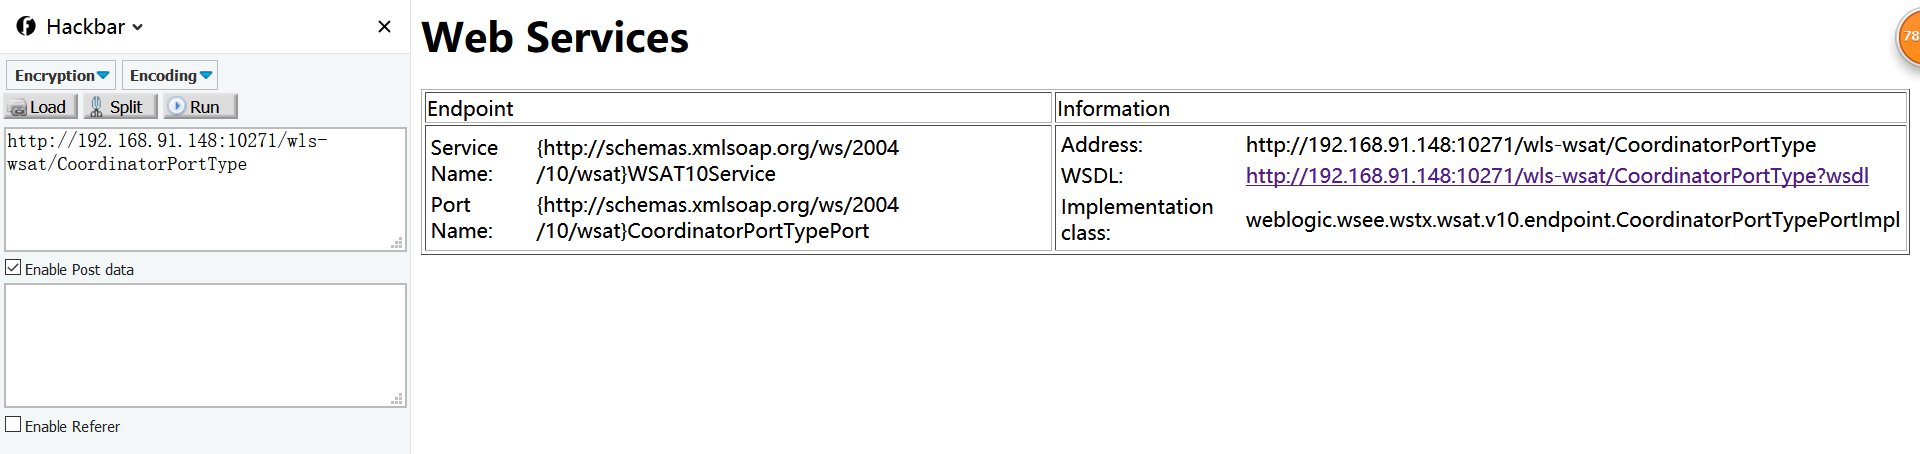 Hackbar
Encryption
Encoding
Load
Split
Run
http://192.168.91.148:10271/wls-
wsat/CoordinatorPortType
Enable Post data
Enable Referer
Web Services
78
Endpoint
Information
Service
Name:
{http://schemas.xmlsoap.org/ws/2004
/10/wsat}WSAT10Service
Port
Name:
{http://schemas.xmlsoap.org/ws/2004
/10/wsat}CoordinatorPortTypePort
Address:
http://192.168.91.148:10271/wls-wsat/CoordinatorPortType
WSDL:
http://192.168.91.148:10271/wls-wsat/CoordinatorPortType?wsdl
Implementation
class:
weblogic.wsee.wstx.wsat.v10.endpoint.CoordinatorPortTypePortImpl